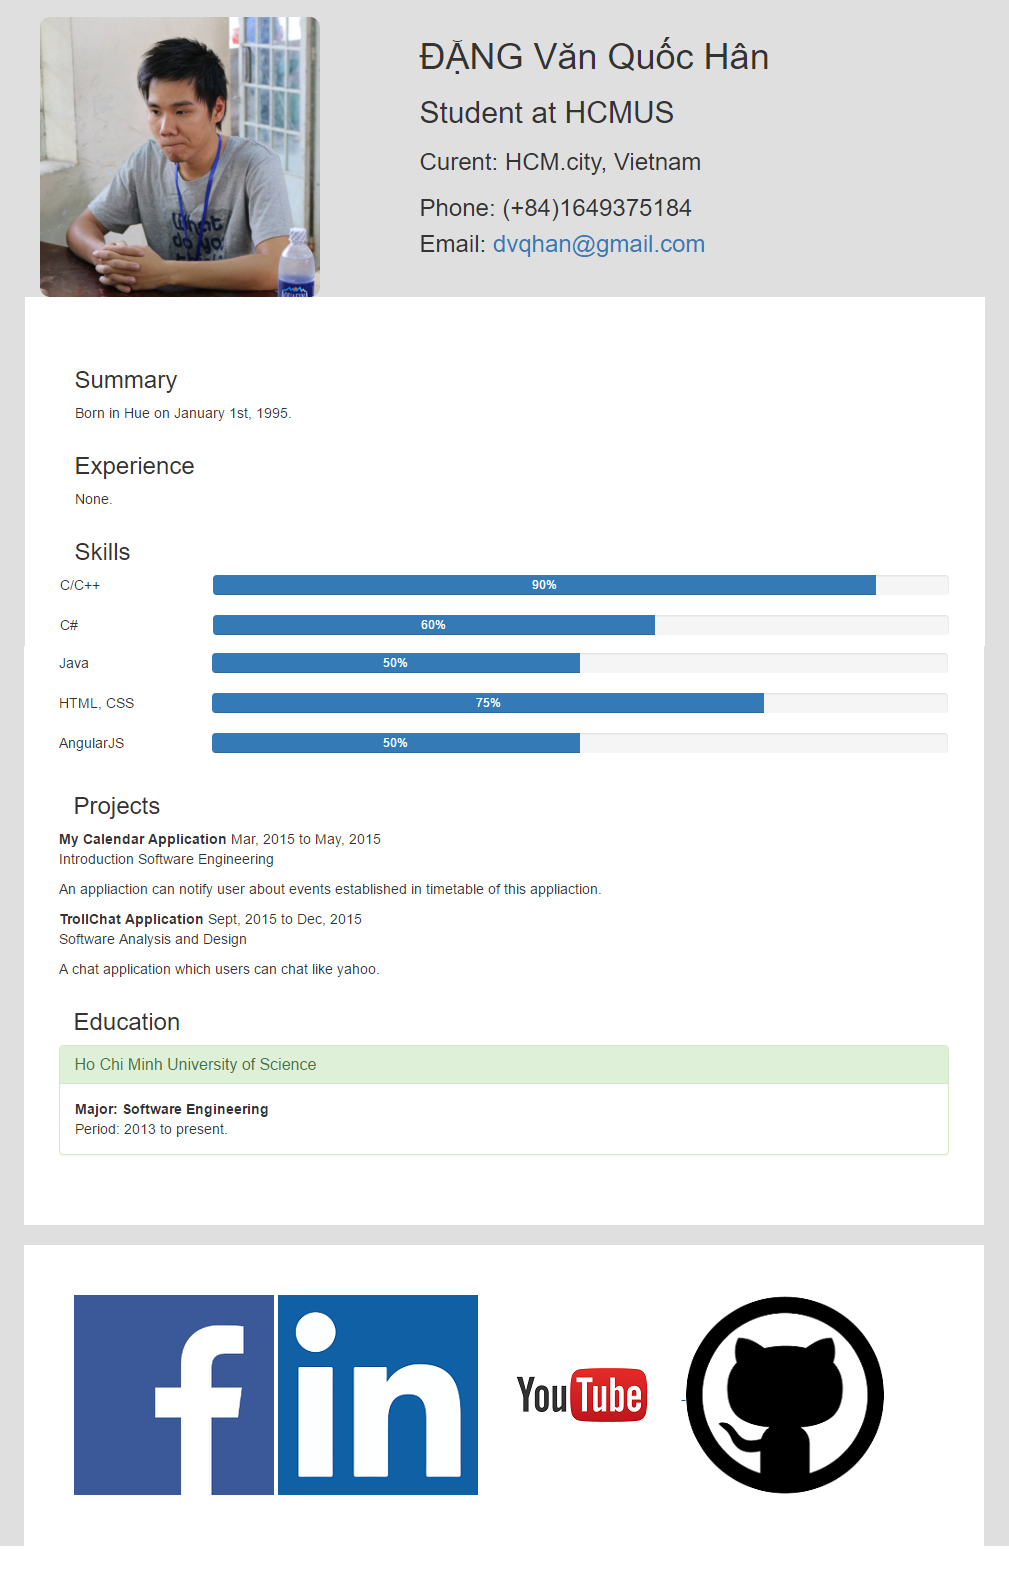 ĐẶNG Văn Quốc Hân
Student at HCMUS
Curent: HCM.city, Vietnam
Phone: (+84)1649375184
Email: dvqhan@gmail.com
What
do you
Summary
Born in Hue on January 1st, 1995.
Experience
None.
Skills
C/C++ 90%
C# 60%
Java 50%
HTML, CSS 75%
AngularJS 50%
Projects
My Calendar Application Mar, 2015 to May, 2015
Introduction Software Engineering
An appliaction can notify user about events established in timetable of this appliaction.
TrollChat Application Sept, 2015 to Dec, 2015
Software Analysis and Design
A chat application which users can chat like yahoo.
Education
Ho Chi Minh University of Science
Major: Software Engineering
Period: 2013 to present.
f
in
YouTube